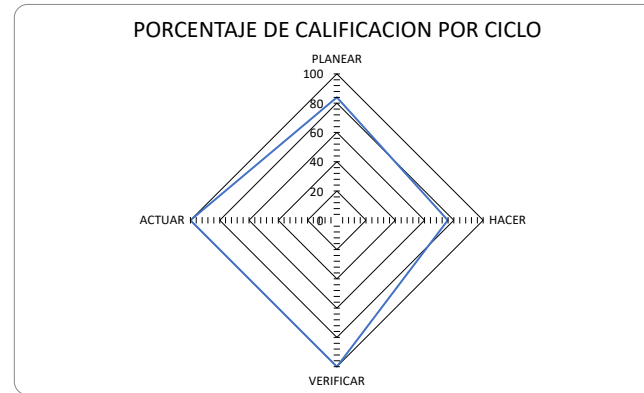 PORCENTAJE DE CALIFICACION POR CICLO
PLANEAR
100
80
60
40
20
0
ACTUAR
HACER
VERIFICAR